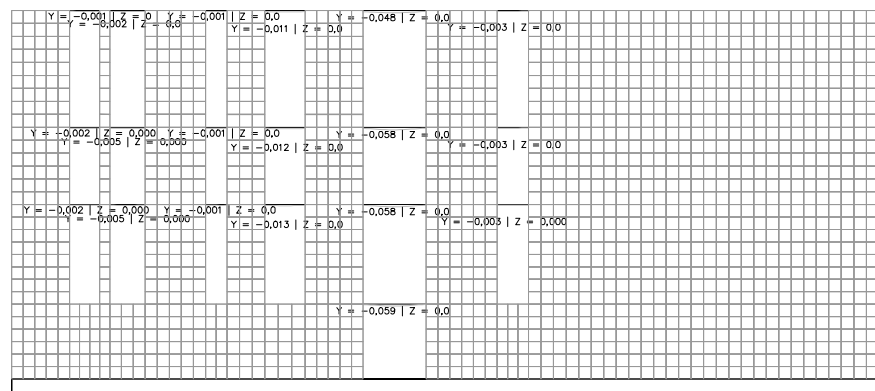 Y = -0,001 | Z = 0
Y = -0,001 | Z = 0,0
Y = -0,048 | Z = 0,0
Y = -0,002 | Z = 0,0
Y = -0,011 | Z = 0,0
Y = -0,003 | Z = 0,0
Y = -0,002 | Z = 0,000
Y = -0,001 | Z = 0,0
Y = -0,058 | Z = 0,0
Y = -0,005 | Z = 0,000
Y = -0,012 | Z = 0,0
Y = -0,003 | Z = 0,0
Y = -0,002 | Z = 0,000
Y = -0,001 | Z = 0,0
Y = -0,058 | Z = 0,0
Y = -0,005 | Z = 0,000
Y = -0,013 | Z = 0,0
Y = -0,003 | Z = 0,000
Y = -0,059 | Z = 0,0